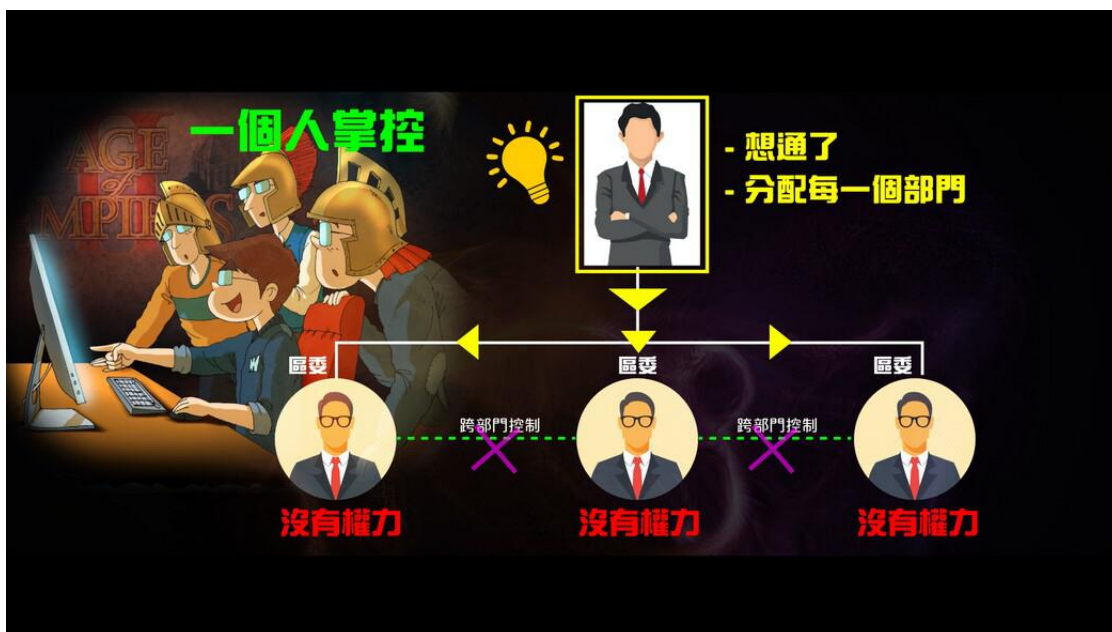 一個人掌控
AGE
of
MPIRES
- 想通了
- 分配每一個部門
區委
區委
區委
W
跨部門控制
跨部門控制
沒有權力
沒有權力
沒有權力